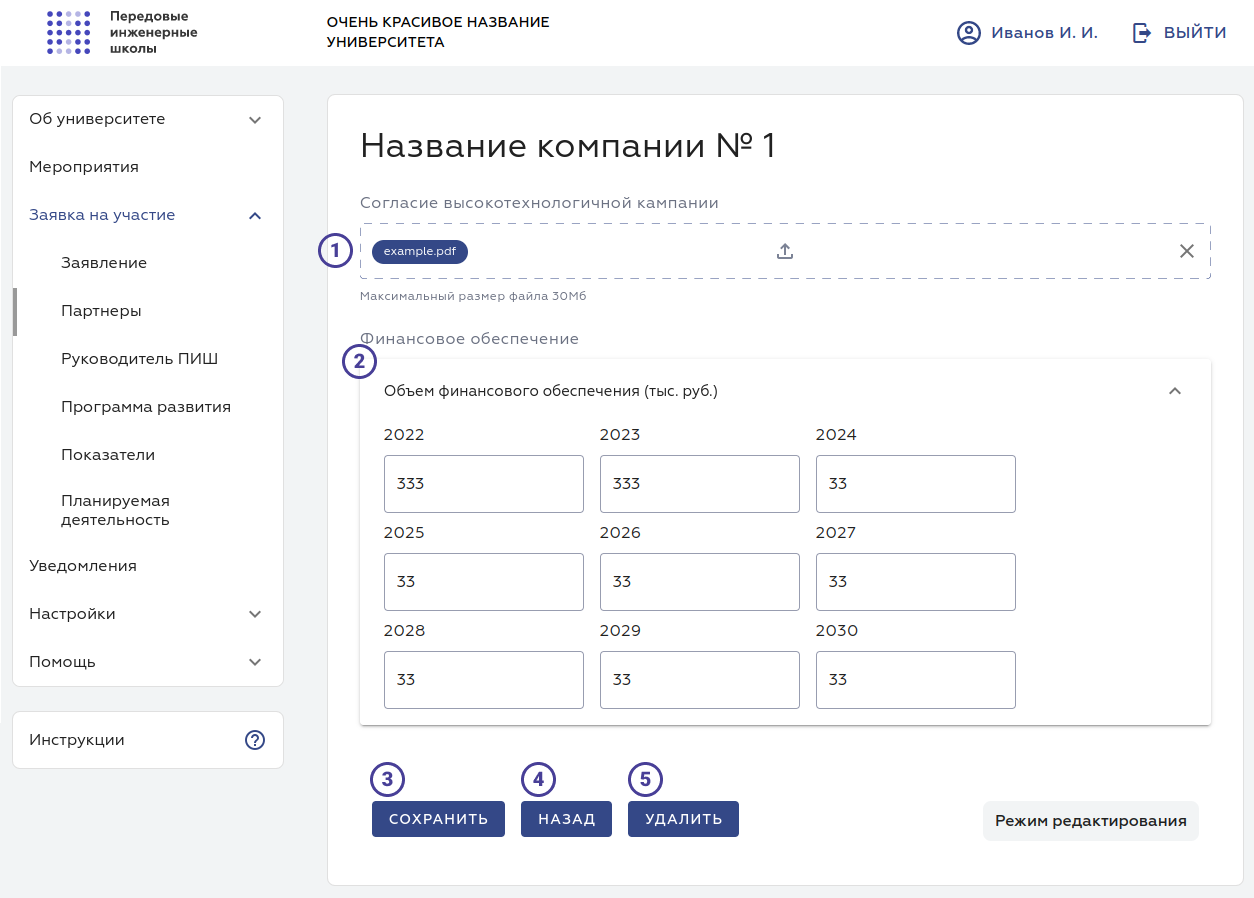 Передовые
инженерные
школы
ОЧЕНЬ КРАСИВОЕ НАЗВАНИЕ
УНИВЕРСИТЕТА
Иванов И. И.
ВЫЙТИ
Об университете
Мероприятия
Заявка на участие
Заявление
Партнеры
Руководитель ПИШ
Программа развития
Показатели
Планируемая
деятельность
Уведомления
Настройки
Помощь
Инструкции
?
Название компании № 1
Согласие высокотехнологичной кампании
1
example.pdf
Максимальный размер файла 30Мб
Финансовое обеспечение
2
Объем финансового обеспечения (тыс. руб.)
2022 2023 2024
333 333 33
2025 2026 2027
33 33 33
2028 2029 2030
33 33 33
3 4 5
СОХРАНИТЬ НАЗАД УДАЛИТЬ
Режим редактирования